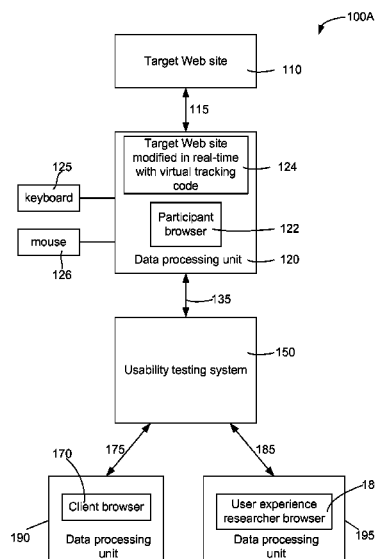 100A
Target Web site
110
115
Target Web site
modified in real-time
with virtual tracking
code
124
125
keyboard
Participant
browser
122
mouse
126
Data processing unit
120
135
Usability testing system
150
175
185
170
Client browser
190
Data processing
unit
User experience
researcher browser
18
195
Data processing
unit